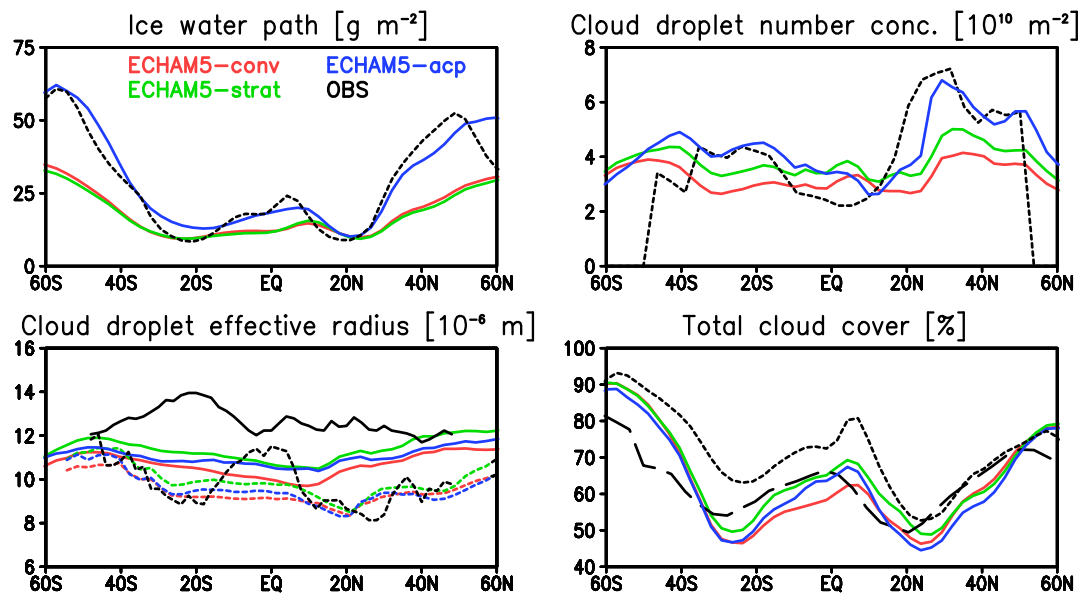 Ice water path [g m⁻²]
75
50
25
0
ECHAM5−conv
ECHAM5−acp
ECHAM5−strat
OBS
60S 40S 20S EQ 20N 40N 60N
Cloud droplet number conc. [10¹⁰ m⁻²]
8
6
4
2
0
60S 40S 20S EQ 20N 40N 60N
Cloud droplet effective radius [10⁻⁶ m]
16
14
12
10
8
6
60S 40S 20S EQ 20N 40N 60N
Total cloud cover [%]
100
90
80
70
60
50
40
60S 40S 20S EQ 20N 40N 60N